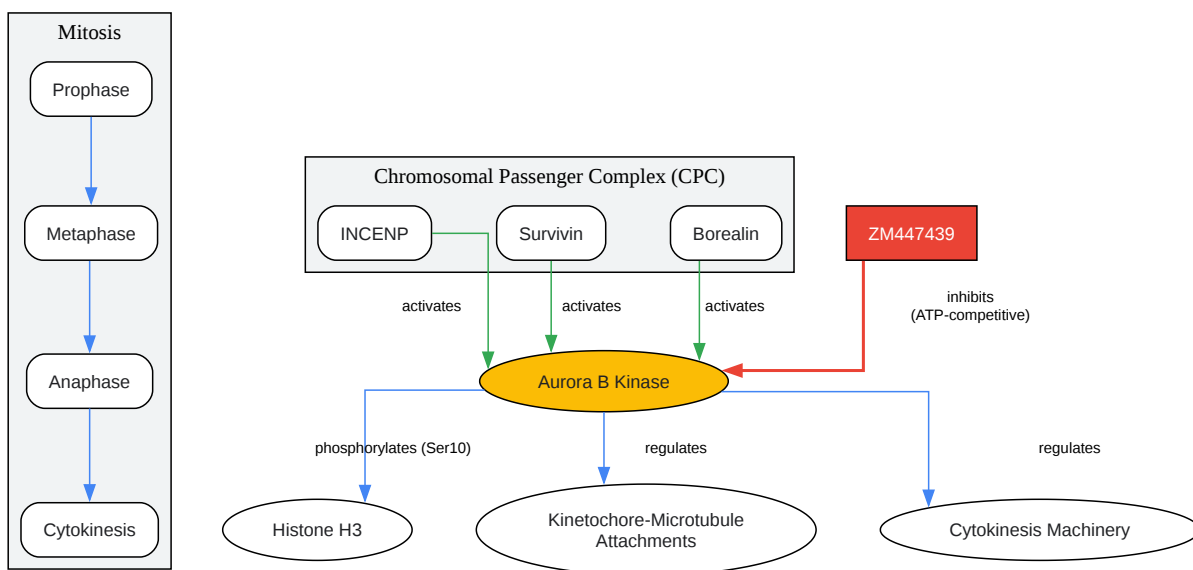 Mitosis
Prophase
Metaphase
Anaphase
Cytokinesis
Chromosomal Passenger Complex (CPC)
INCENP
Survivin
Borealin
ZM447439
activates
activates
activates
inhibits
(ATP-competitive)
Aurora B Kinase
phosphorylates (Ser10)
regulates
regulates
Histone H3
Kinetochore-Microtubule
Attachments
Cytokinesis Machinery